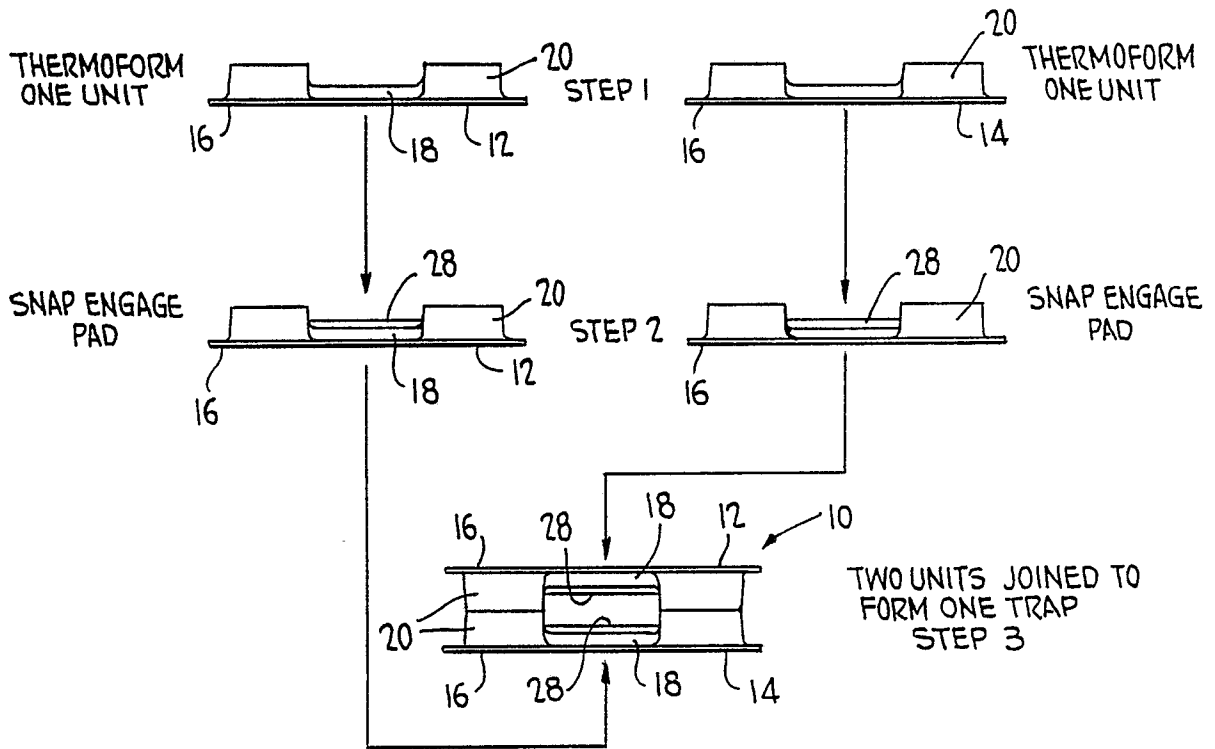 THERMOFORM
ONE UNIT
20
STEP 1
20
THERMOFORM
ONE UNIT
16
18
12
16
14
SNAP ENGAGE
PAD
28
20
STEP 2
28
20
SNAP ENGAGE
PAD
16
18
12
16
16
28
18
12
10
20
TWO UNITS JOINED TO
FORM ONE TRAP
STEP 3
16
28
18
14